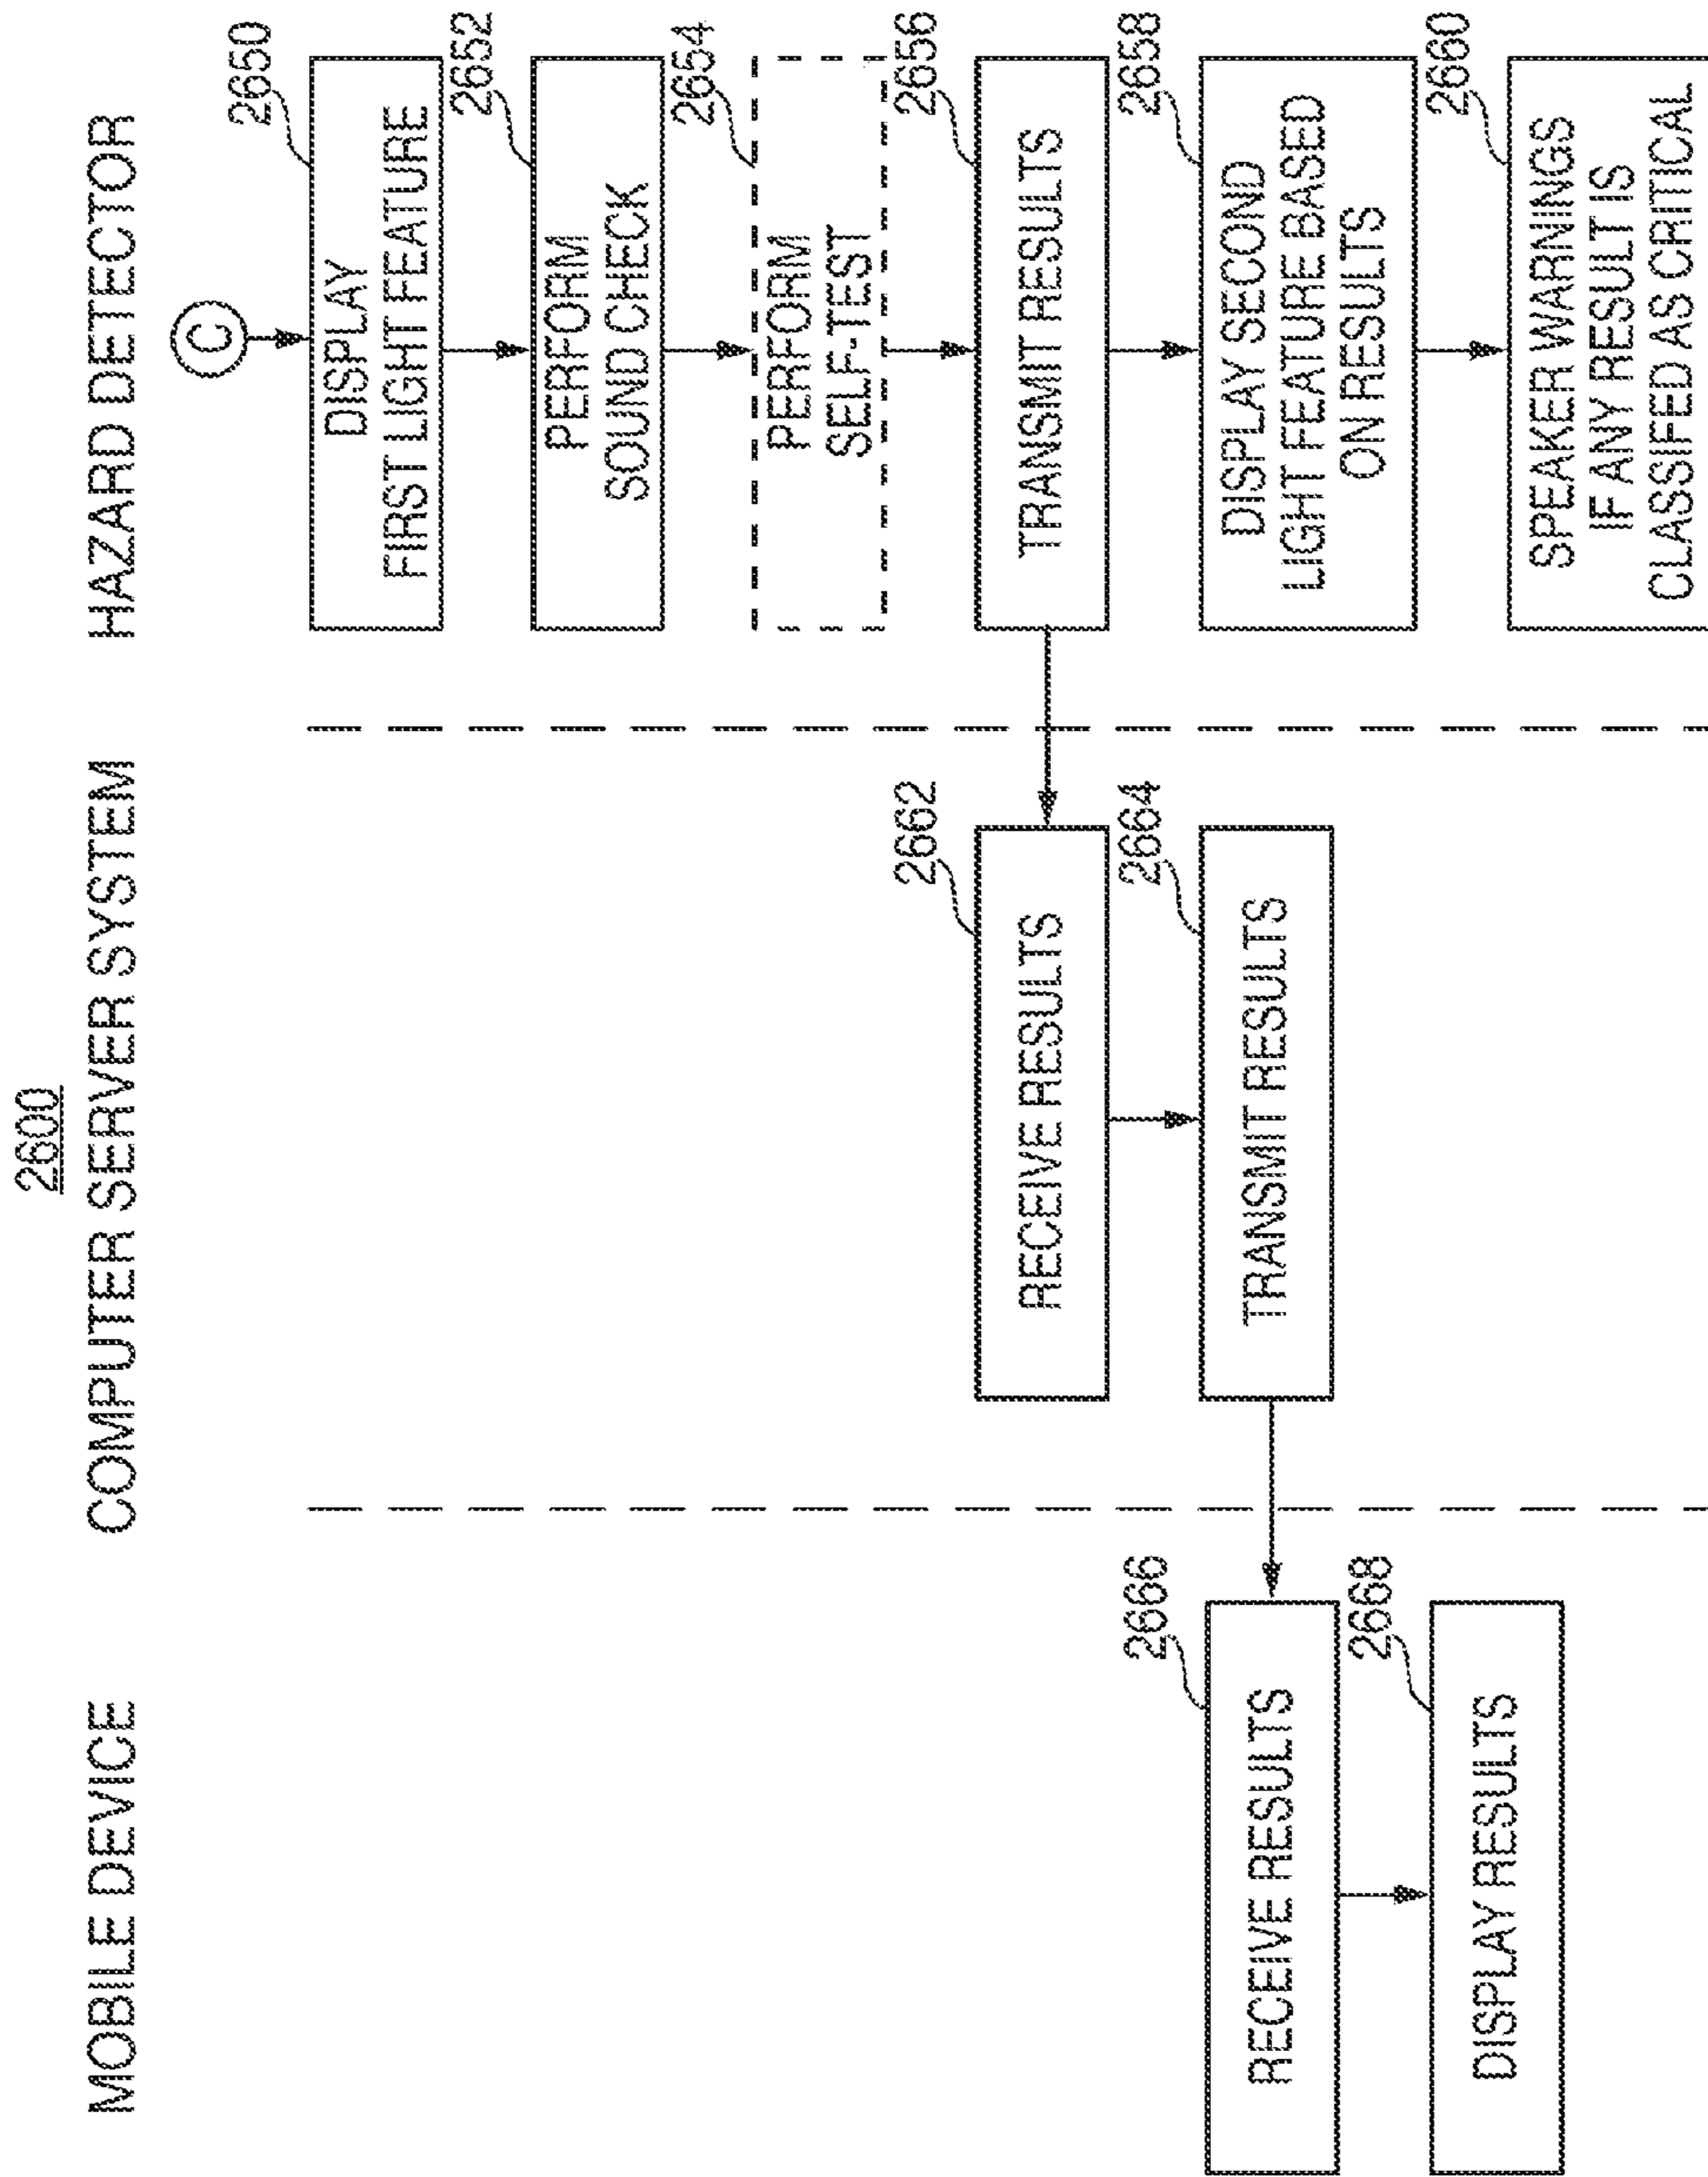 2600
MOBILE DEVICE
COMPUTER SERVER SYSTEM
HAZARD DETECTOR
C
2650
DISPLAY
FIRST LIGHT FEATURE
2652
PERFORM
SOUND CHECK
2654
PERFORM
SELF-TEST
2656
TRANSMIT RESULTS
2662
RECEIVE RESULTS
2658
DISPLAY SECOND
LIGHT FEATURE BASED
ON RESULTS
2664
TRANSMIT RESULTS
2666
RECEIVE RESULTS
2660
SPEAKER WARNINGS
IF ANY RESULT IS
CLASSIFED AS CRITICAL
2668
DISPLAY RESULTS